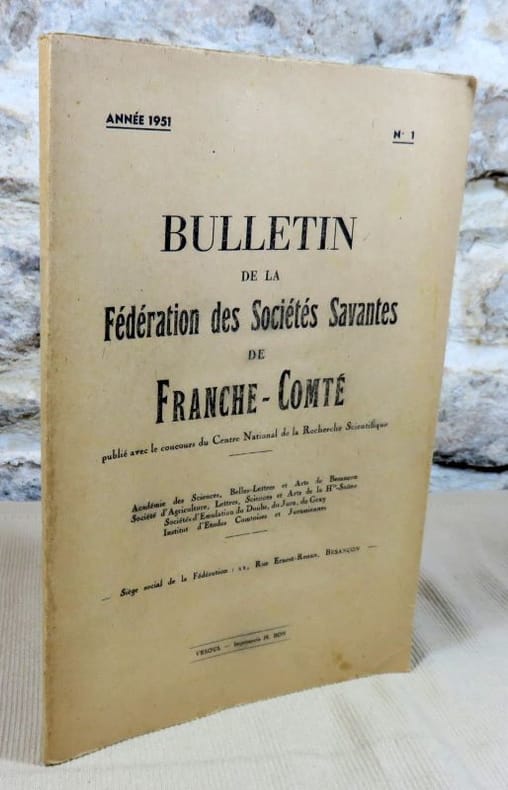 ANNÉE 1951
N° 1
BULLETIN
DE LA
Fédération des Sociétés Savantes
DE
FRANCHE-COMTÉ
publié avec le concours du Centre National de la Recherche Scientifique
Académie des Sciences, Belles-Lettres et Arts de Besançon
Société d'Agriculture, Lettres, Sciences et Arts de la Hte-Saône
Sociétés d'Emulation du Doubs, du Jura, de Gray
Institut d'Etudes Comtoises et Jurassiennes
Siège social de la Fédération : Rue Ernest-Renan, BESANÇON
VESOUL — Imprimerie M. BON